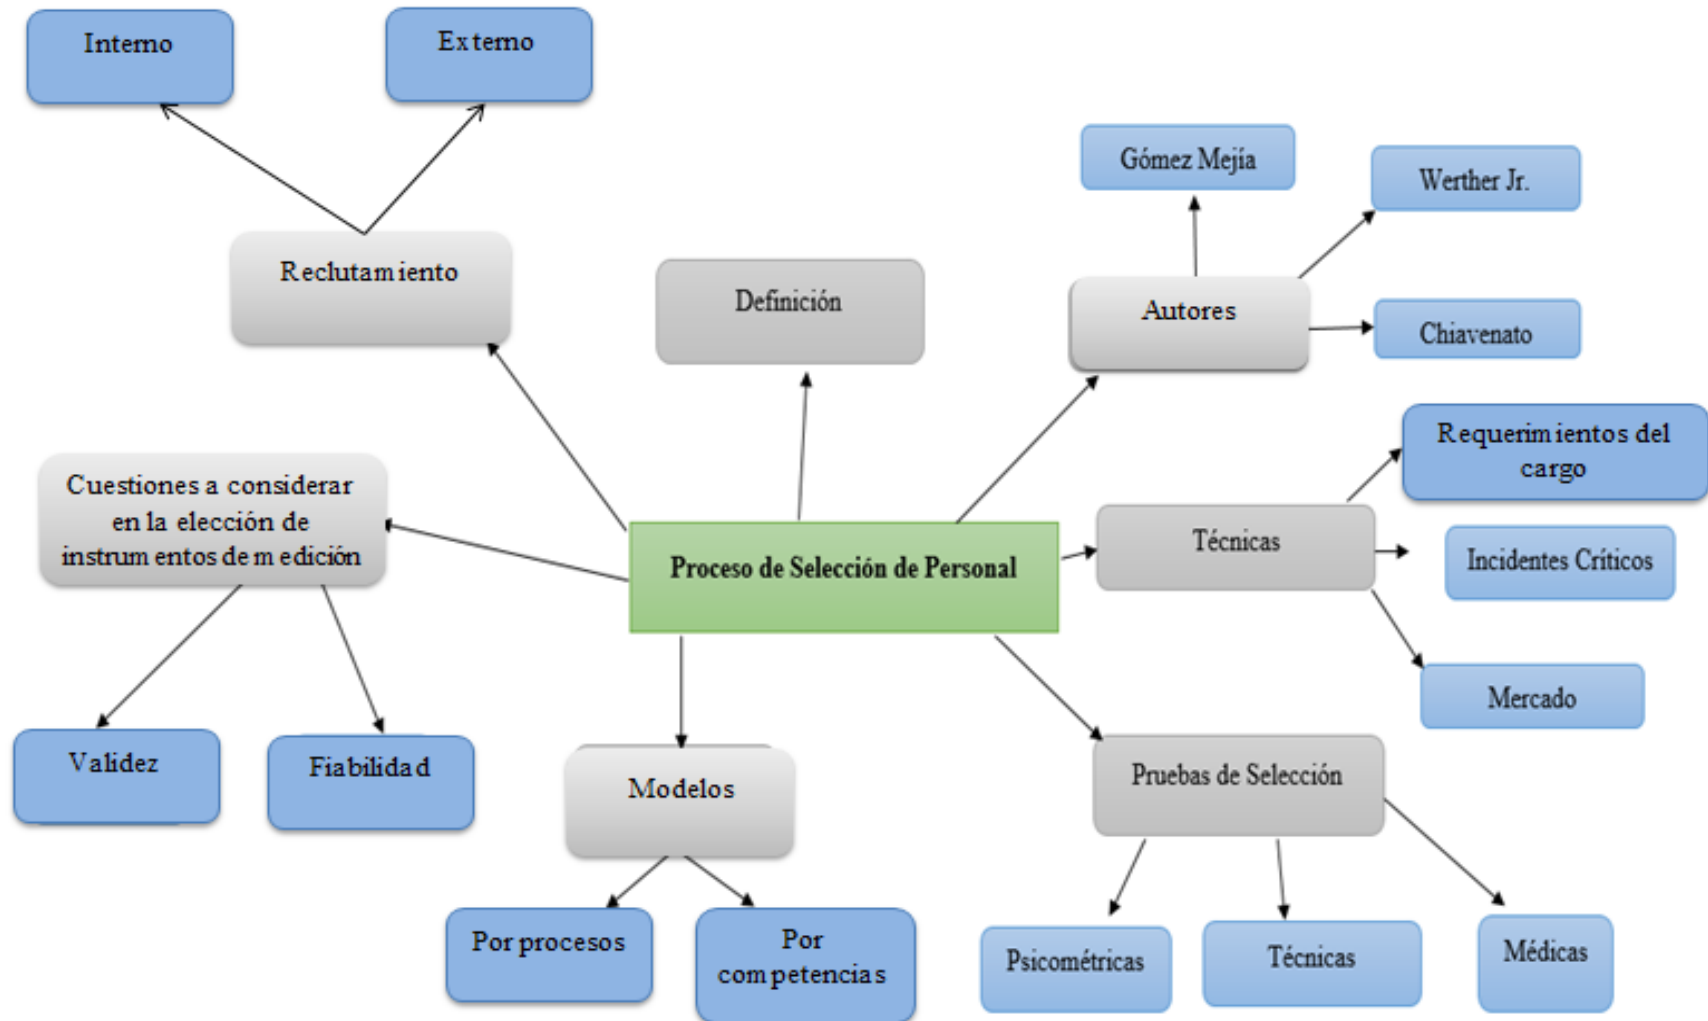 Interno
Externo
Gómez Mejía
Werther Jr.
Reclutamiento
Definición
Autores
Chiavenato
Requerimientos del
cargo
Cuestiones a considerar
en la elección de
instrumentos de medición
Proceso de Selección de Personal
Técnicas
Incidentes Críticos
Mercado
Validez
Fiabilidad
Modelos
Pruebas de Selección
Por procesos
Por
competencias
Psicométricas
Técnicas
Médicas